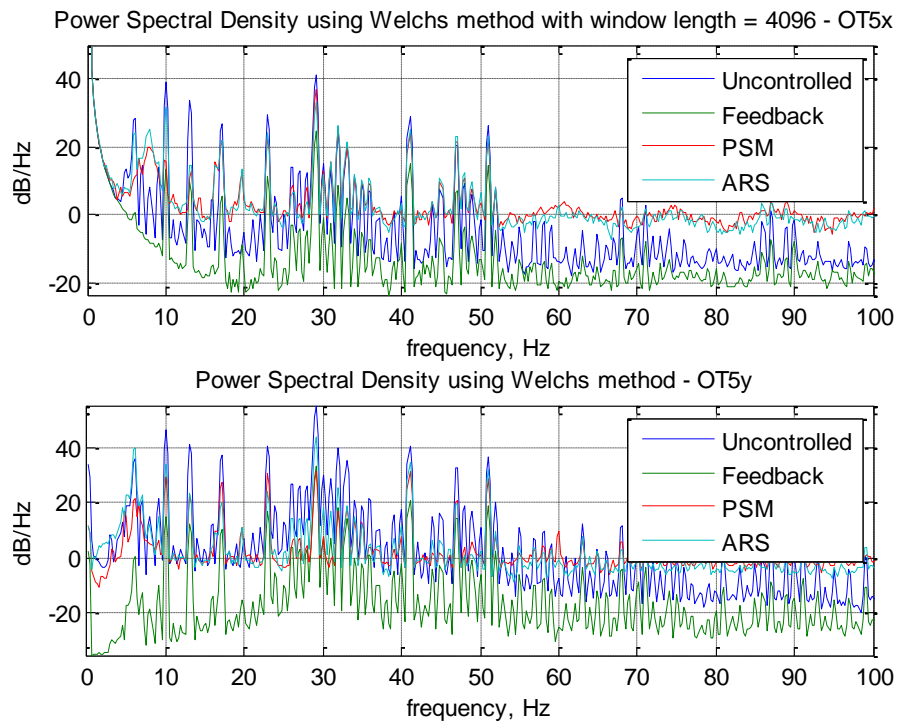 Power Spectral Density using Welchs method with window length = 4096 - OT5x
40
20
0
-20
dB/Hz
Uncontrolled
Feedback
PSM
ARS
0 10 20 30 40 50 60 70 80 90 100
frequency, Hz
Power Spectral Density using Welchs method - OT5y
40
20
0
-20
dB/Hz
Uncontrolled
Feedback
PSM
ARS
0 10 20 30 40 50 60 70 80 90 100
frequency, Hz